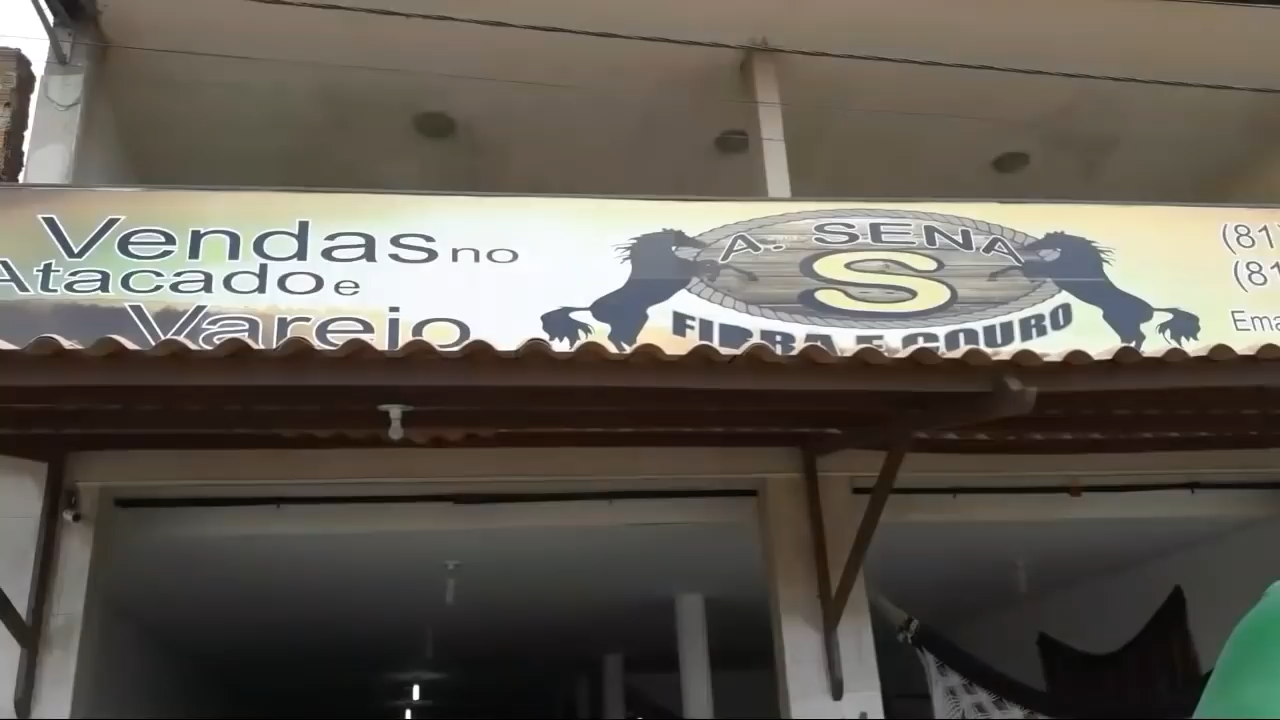 Vendas no
Atacado e
Varejo
A. SENA
S
FIBRA E COURO
(81)
(81
Ema